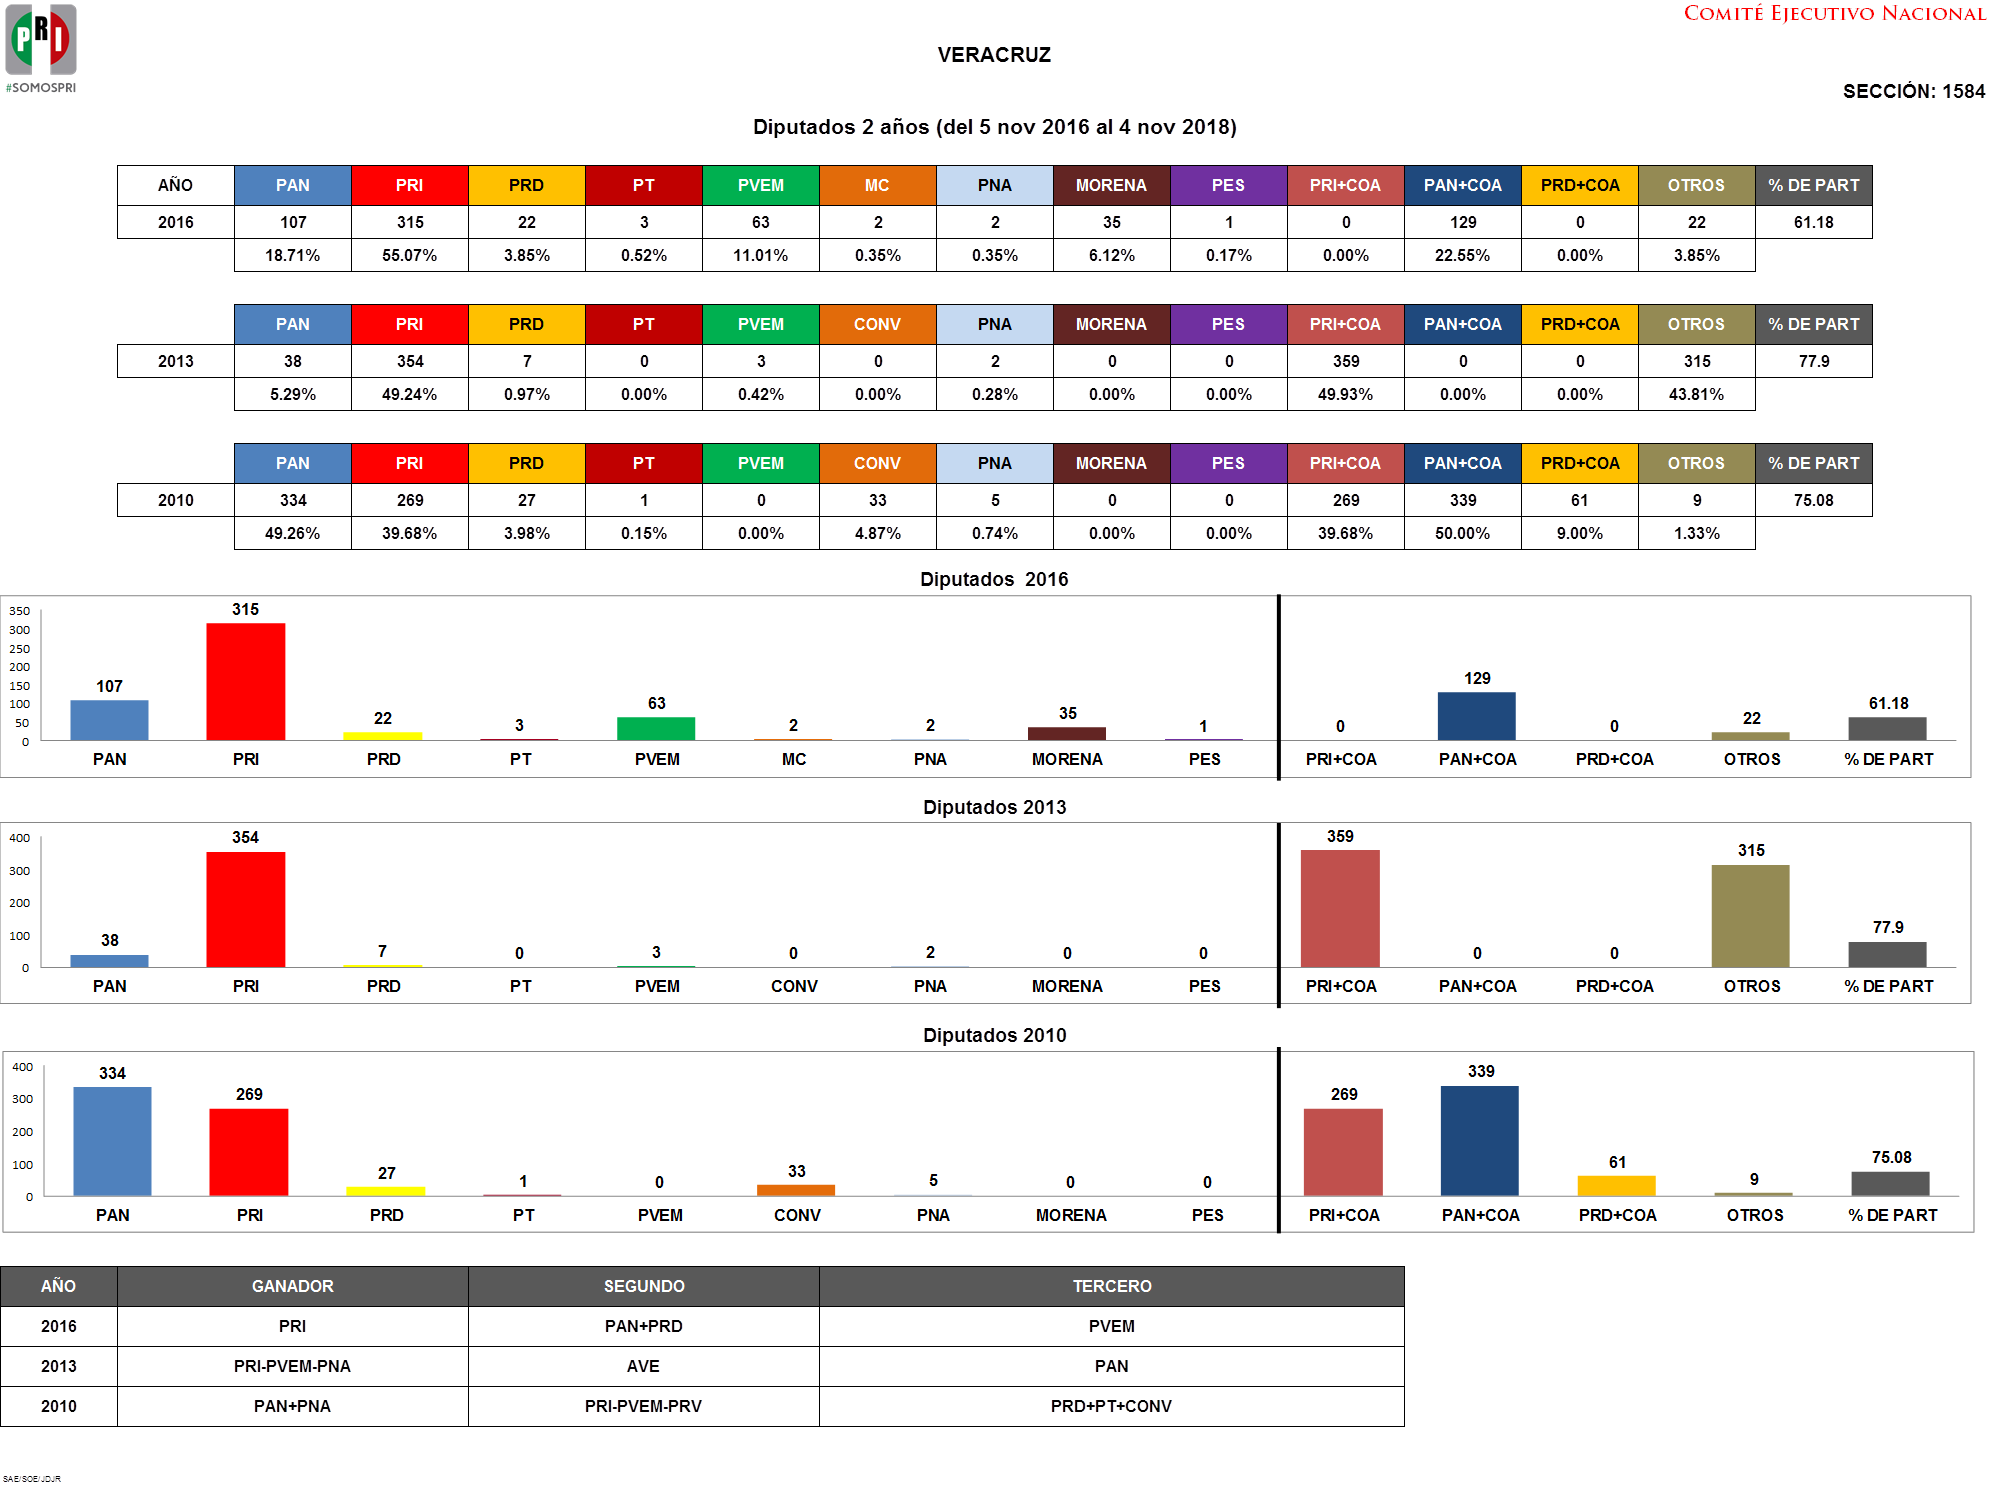 PRI
#SOMOSPRI
COMITÉ EJECUTIVO NACIONAL
VERACRUZ
SECCIÓN: 1584
Diputados 2 años (del 5 nov 2016 al 4 nov 2018)
AÑO PAN PRI PRD PT PVEM MC PNA MORENA PES PRI+COA PAN+COA PRD+COA OTROS % DE PART
2016 107 315 22 3 63 2 2 35 1 0 129 0 22 61.18
18.71% 55.07% 3.85% 0.52% 11.01% 0.35% 0.35% 6.12% 0.17% 0.00% 22.55% 0.00% 3.85%
PAN PRI PRD PT PVEM CONV PNA MORENA PES PRI+COA PAN+COA PRD+COA OTROS % DE PART
2013 38 354 7 0 3 0 2 0 0 359 0 0 315 77.9
5.29% 49.24% 0.97% 0.00% 0.42% 0.00% 0.28% 0.00% 0.00% 49.93% 0.00% 0.00% 43.81%
PAN PRI PRD PT PVEM CONV PNA MORENA PES PRI+COA PAN+COA PRD+COA OTROS % DE PART
2010 334 269 27 1 0 33 5 0 0 269 339 61 9 75.08
49.26% 39.68% 3.98% 0.15% 0.00% 4.87% 0.74% 0.00% 0.00% 39.68% 50.00% 9.00% 1.33%
Diputados 2016
350
300
250
200
150
100
50
0
107 315 22 3 63 2 2 35 1 0 129 0 22 61.18
PAN PRI PRD PT PVEM MC PNA MORENA PES PRI+COA PAN+COA PRD+COA OTROS % DE PART
Diputados 2013
400
300
200
100
0
38 354 7 0 3 0 2 0 0 359 0 0 315 77.9
PAN PRI PRD PT PVEM CONV PNA MORENA PES PRI+COA PAN+COA PRD+COA OTROS % DE PART
Diputados 2010
400
300
200
100
0
334 269 27 1 0 33 5 0 0 269 339 61 9 75.08
PAN PRI PRD PT PVEM CONV PNA MORENA PES PRI+COA PAN+COA PRD+COA OTROS % DE PART
AÑO GANADOR SEGUNDO TERCERO
2016 PRI PAN+PRD PVEM
2013 PRI-PVEM-PNA AVE PAN
2010 PAN+PNA PRI-PVEM-PRV PRD+PT+CONV
SAE/SOE/JDJR